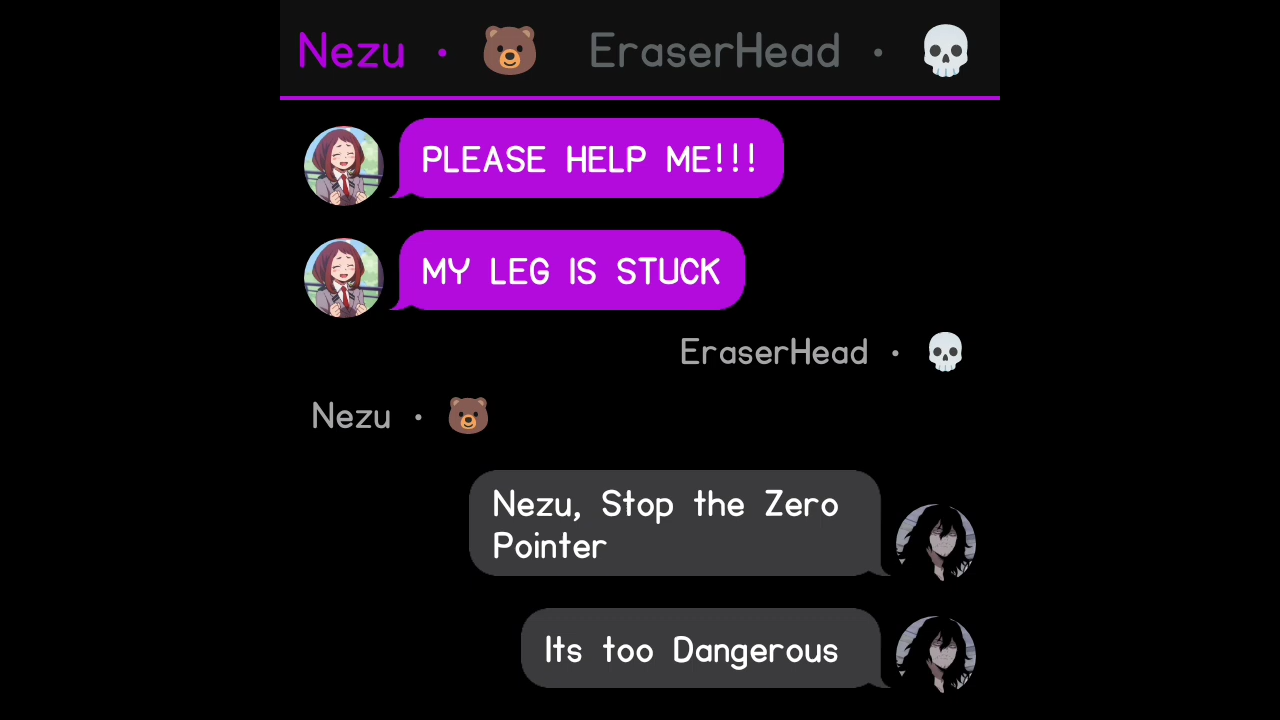 Nezu · 🐻 EraserHead · 💀
PLEASE HELP ME!!!
MY LEG IS STUCK
EraserHead · 💀
Nezu · 🐻
Nezu, Stop the Zero
Pointer
Its too Dangerous